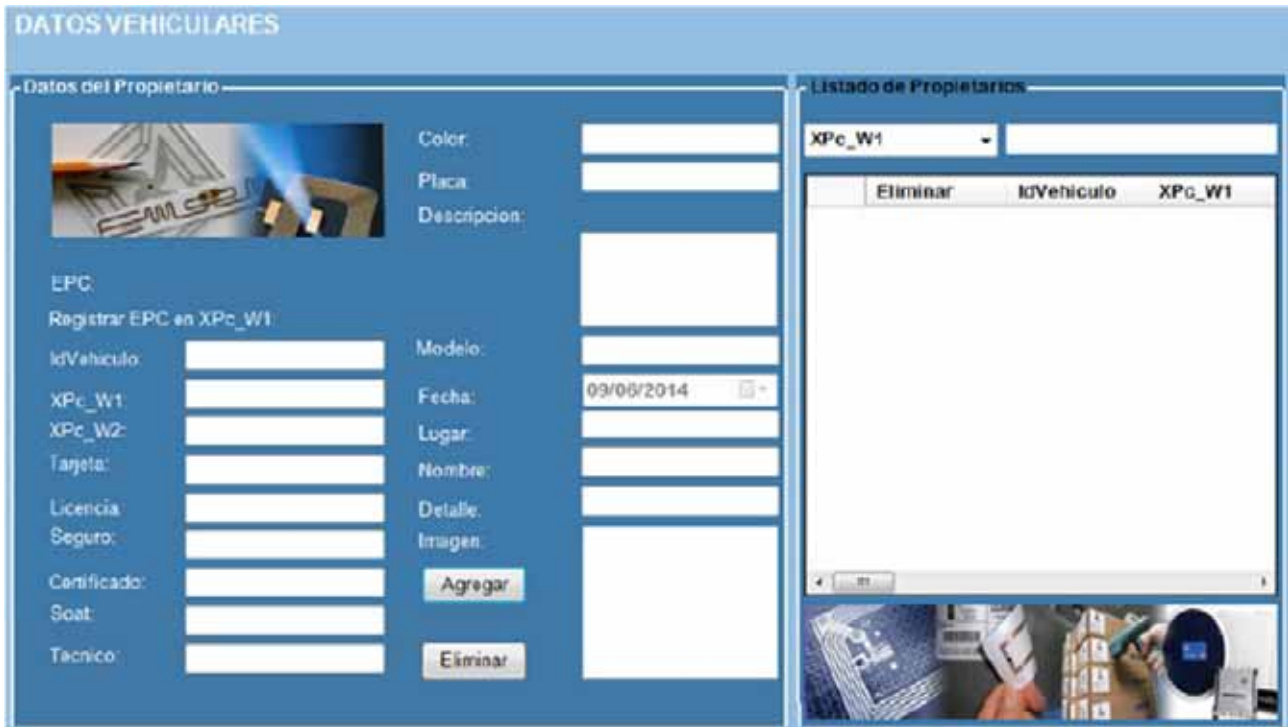 DATOS VEHICULARES
Datos del Propietario
Color:
Placa:
Descripcion:
EPC:
Registrar EPC en XPc_W1:
IdVehiculo:
XPc_W1:
XPc_W2:
Tarjeta:
Licencia:
Seguro:
Certificado:
Soat:
Tecnico:
Modelo:
Fecha: 09/06/2014
Lugar:
Nombre:
Detalle:
Imagen:
Agregar
Eliminar
Listado de Propietarios
XPc_W1
Eliminar IdVehiculo XPc_W1